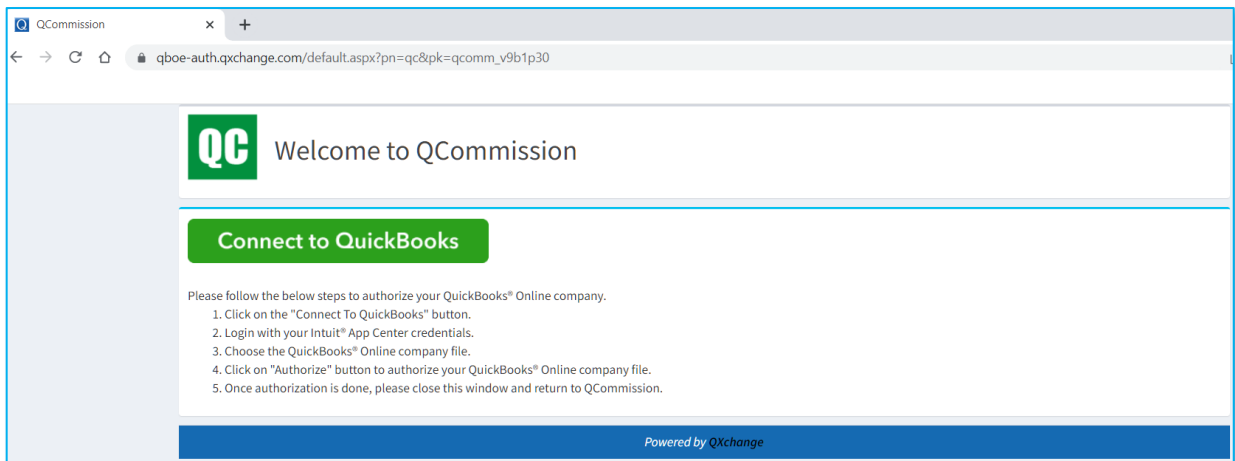 QCommission
qboe-auth.qxchange.com/default.aspx?pn=qc&pk=qcomm_v9b1p30
QC
Welcome to QCommission
Connect to QuickBooks
Please follow the below steps to authorize your QuickBooks® Online company.
1. Click on the "Connect To QuickBooks" button.
2. Login with your Intuit® App Center credentials.
3. Choose the QuickBooks® Online company file.
4. Click on "Authorize" button to authorize your QuickBooks® Online company file.
5. Once authorization is done, please close this window and return to QCommission.
Powered by QXchange